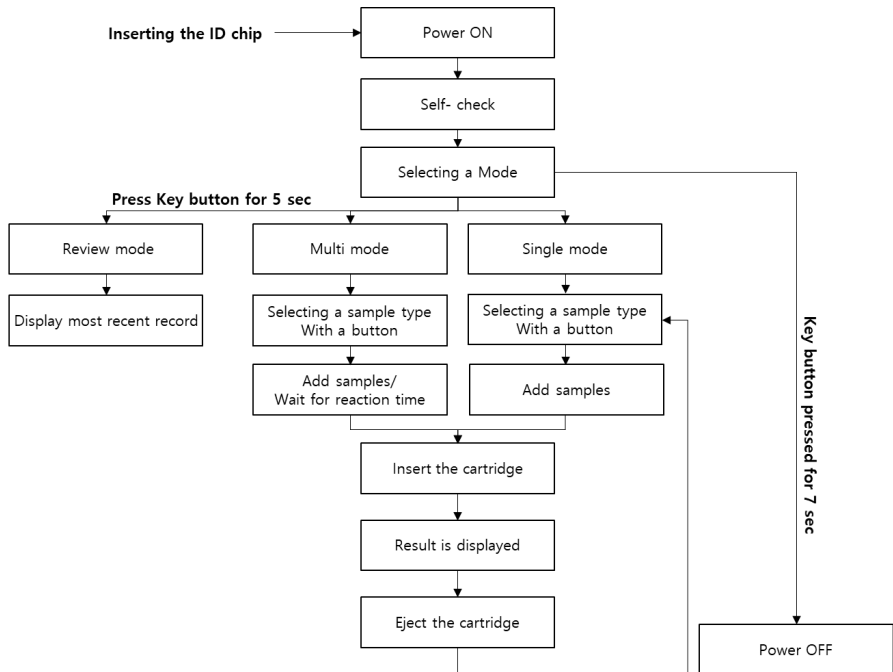 Inserting the ID chip
Power ON
Self- check
Selecting a Mode
Press Key button for 5 sec
Review mode
Multi mode
Single mode
Display most recent record
Selecting a sample type
With a button
Selecting a sample type
With a button
Add samples/
Wait for reaction time
Add samples
Key button pressed for 7 sec
Insert the cartridge
Result is displayed
Eject the cartridge
Power OFF